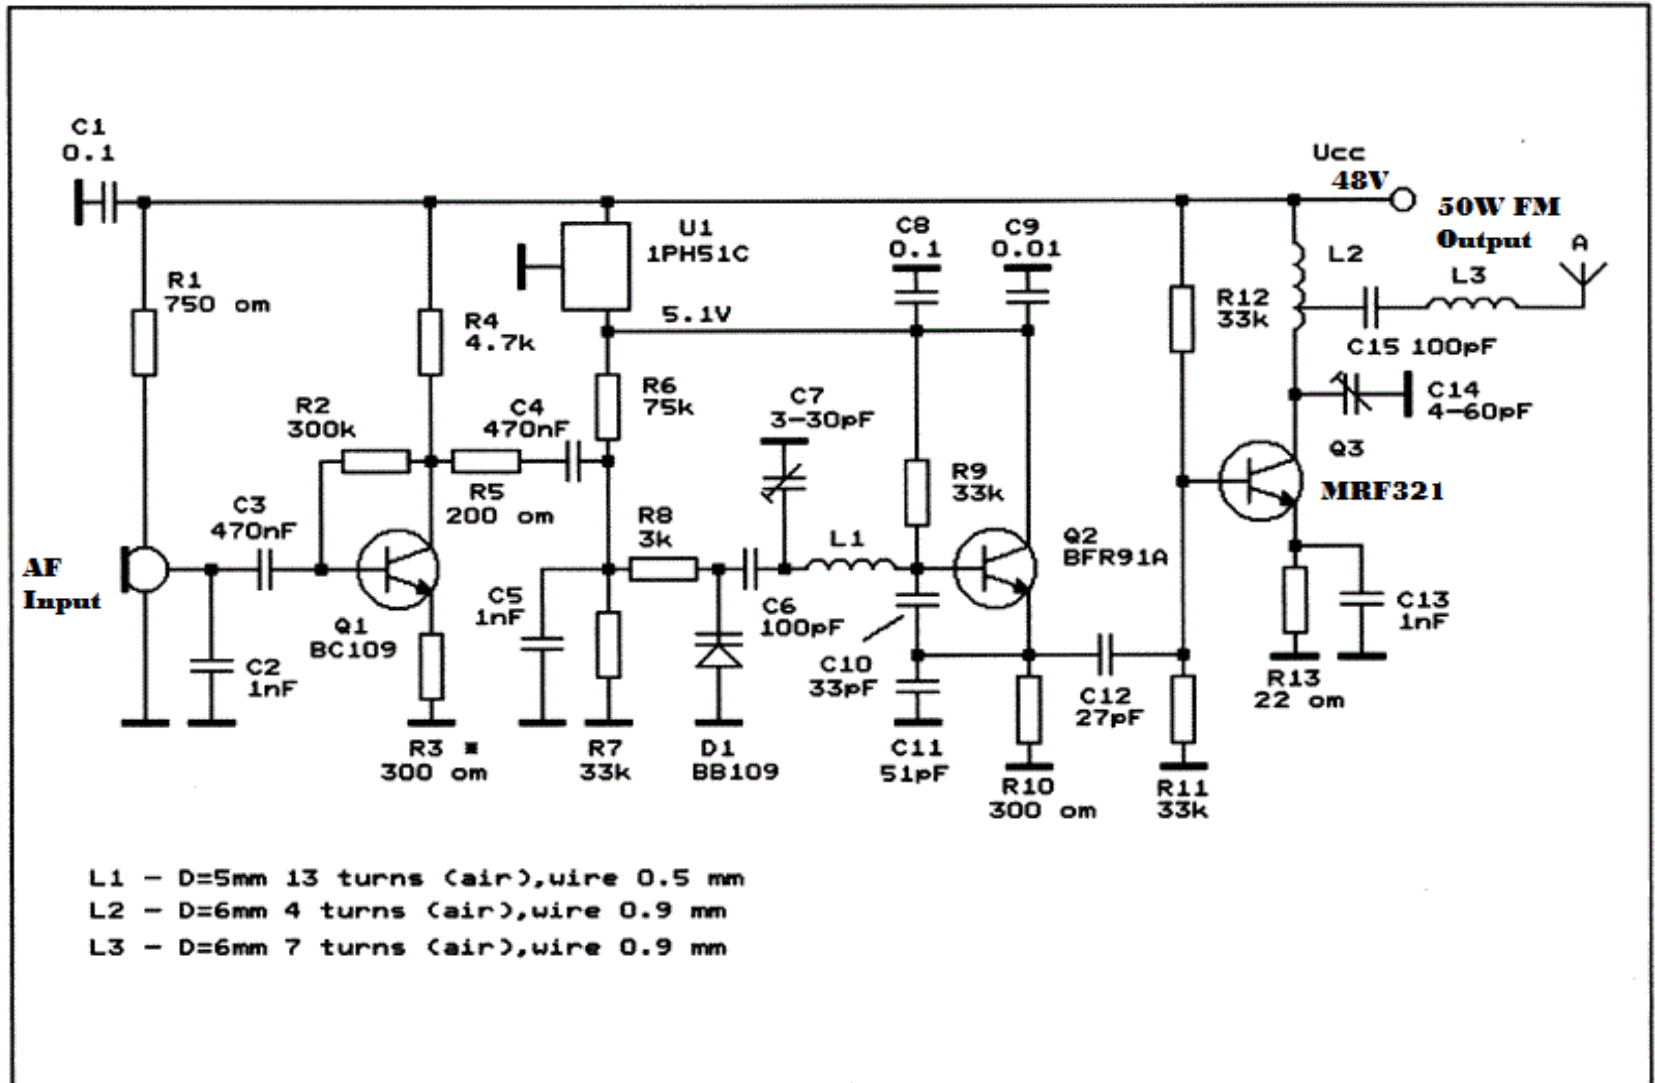 C1
0.1
R1
750 om
AF
Input
C2
1nF
C3
470nF
R2
300k
R4
4.7k
Q1
BC109
R3 *
300 om
R5
200 om
C4
470nF
U1
1PH51C
5.1V
R6
75k
C5
1nF
R7
33k
R8
3k
D1
BB109
C6
100pF
C7
3-30pF
L1
C8
0.1
C9
0.01
R9
33k
Q2
BFR91A
C10
33pF
C11
51pF
R10
300 om
C12
27pF
R11
33k
R12
33k
Ucc
48V
50W FM
Output
A
L2
L3
C15 100pF
C14
4-60pF
Q3
MRF321
C13
1nF
R13
22 om
L1 - D=5mm 13 turns (air),wire 0.5 mm
L2 - D=6mm 4 turns (air),wire 0.9 mm
L3 - D=6mm 7 turns (air),wire 0.9 mm